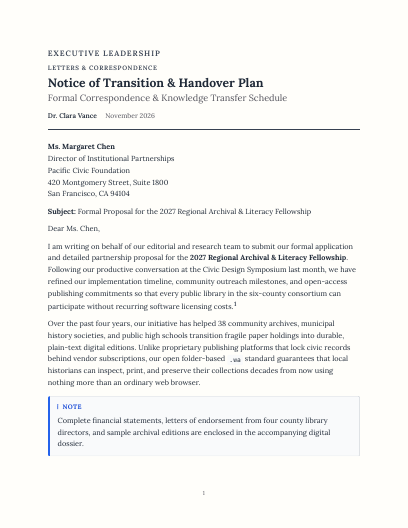 EXECUTIVE LEADERSHIP
LETTERS & CORRESPONDENCE
Notice of Transition & Handover Plan
Formal Correspondence & Knowledge Transfer Schedule
Dr. Clara Vance November 2026
Ms. Margaret Chen
Director of Institutional Partnerships
Pacific Civic Foundation
420 Montgomery Street, Suite 1800
San Francisco, CA 94104
Subject: Formal Proposal for the 2027 Regional Archival & Literacy Fellowship
Dear Ms. Chen,
I am writing on behalf of our editorial and research team to submit our formal application
and detailed partnership proposal for the 2027 Regional Archival & Literacy Fellowship.
Following our productive conversation at the Civic Design Symposium last month, we have
refined our implementation timeline, community outreach milestones, and open-access
publishing commitments so that every public library in the six-county consortium can
participate without recurring software licensing costs.1
Over the past four years, our initiative has helped 38 community archives, municipal
history societies, and public high schools transition fragile paper holdings into durable,
plain-text digital editions. Unlike proprietary publishing platforms that lock civic records
behind vendor subscriptions, our open folder-based .wa standard guarantees that local
historians can inspect, print, and preserve their collections decades from now using
nothing more than an ordinary web browser.
NOTE
Complete financial statements, letters of endorsement from four county library
directors, and sample archival editions are enclosed in the accompanying digital
dossier.
1